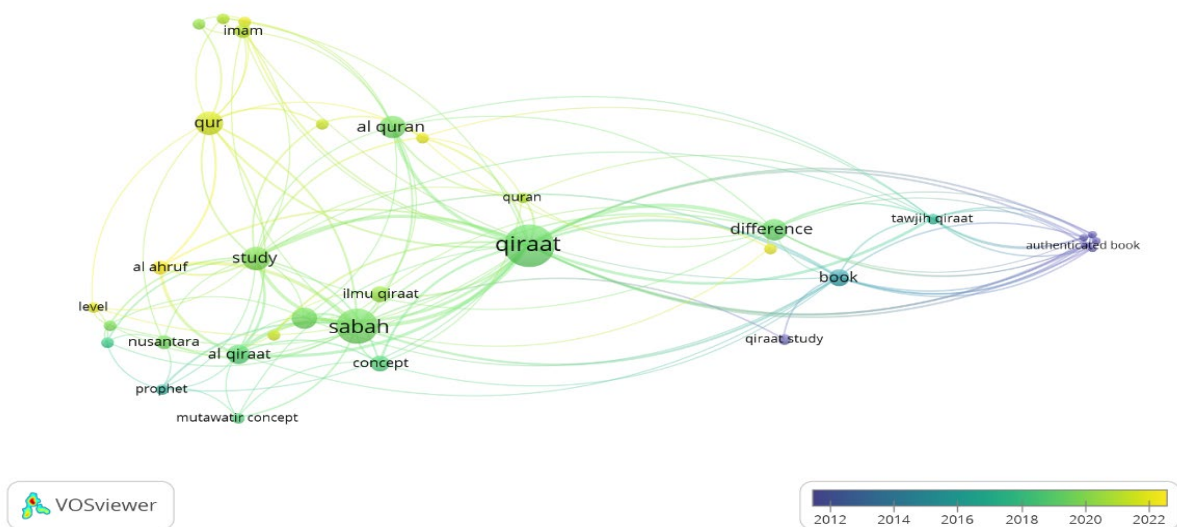 imam
qur
al quran
quran
qiraat
difference
tawjih qiraat
authenticated book
study
al ahruf
book
ilmu qiraat
level
sabah
qiraat study
nusantara
al qiraat
concept
prophet
mutawatir concept
VOSviewer
2012 2014 2016 2018 2020 2022